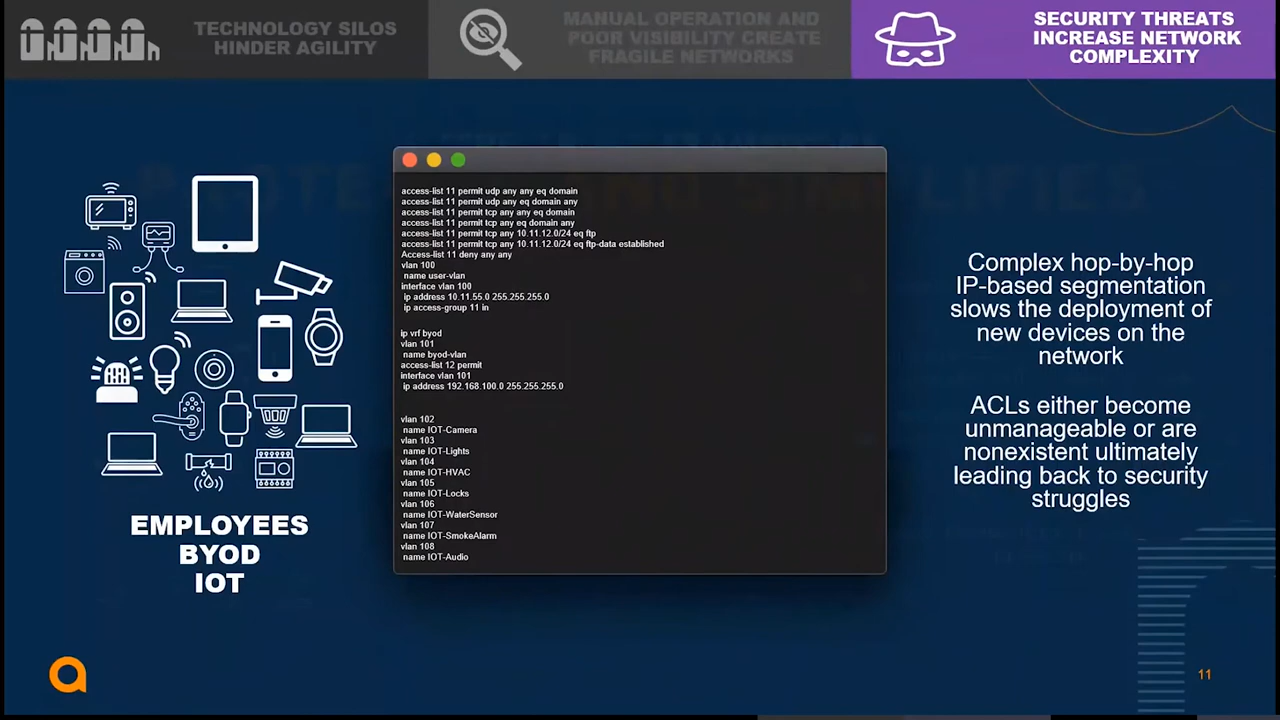 TECHNOLOGY SILOS
HINDER AGILITY
MANUAL OPERATION AND
POOR VISIBILITY CREATE
FRAGILE NETWORKS
SECURITY THREATS
INCREASE NETWORK
COMPLEXITY
access-list 11 permit udp any any eq domain
access-list 11 permit udp any eq domain any
access-list 11 permit tcp any any eq domain
access-list 11 permit tcp any eq domain any
access-list 11 permit tcp any 10.11.12.0/24 eq ftp
access-list 11 permit tcp any 10.11.12.0/24 eq ftp-data established
Access-list 11 deny any any
vlan 100
name user-vlan
interface vlan 100
ip address 10.11.55.0 255.255.255.0
ip access-group 11 in
ip vrf byod
vlan 101
name byod-vlan
access-list 12 permit
interface vlan 101
ip address 192.168.100.0 255.255.255.0
vlan 102
name IOT-Camera
vlan 103
name IOT-Lights
vlan 104
name IOT-HVAC
vlan 105
name IOT-Locks
vlan 106
name IOT-WaterSensor
vlan 107
name IOT-SmokeAlarm
vlan 108
name IOT-Audio
EMPLOYEES
BYOD
IOT
Complex hop-by-hop
IP-based segmentation
slows the deployment of
new devices on the
network
ACLs either become
unmanageable or are
nonexistent ultimately
leading back to security
struggles
11